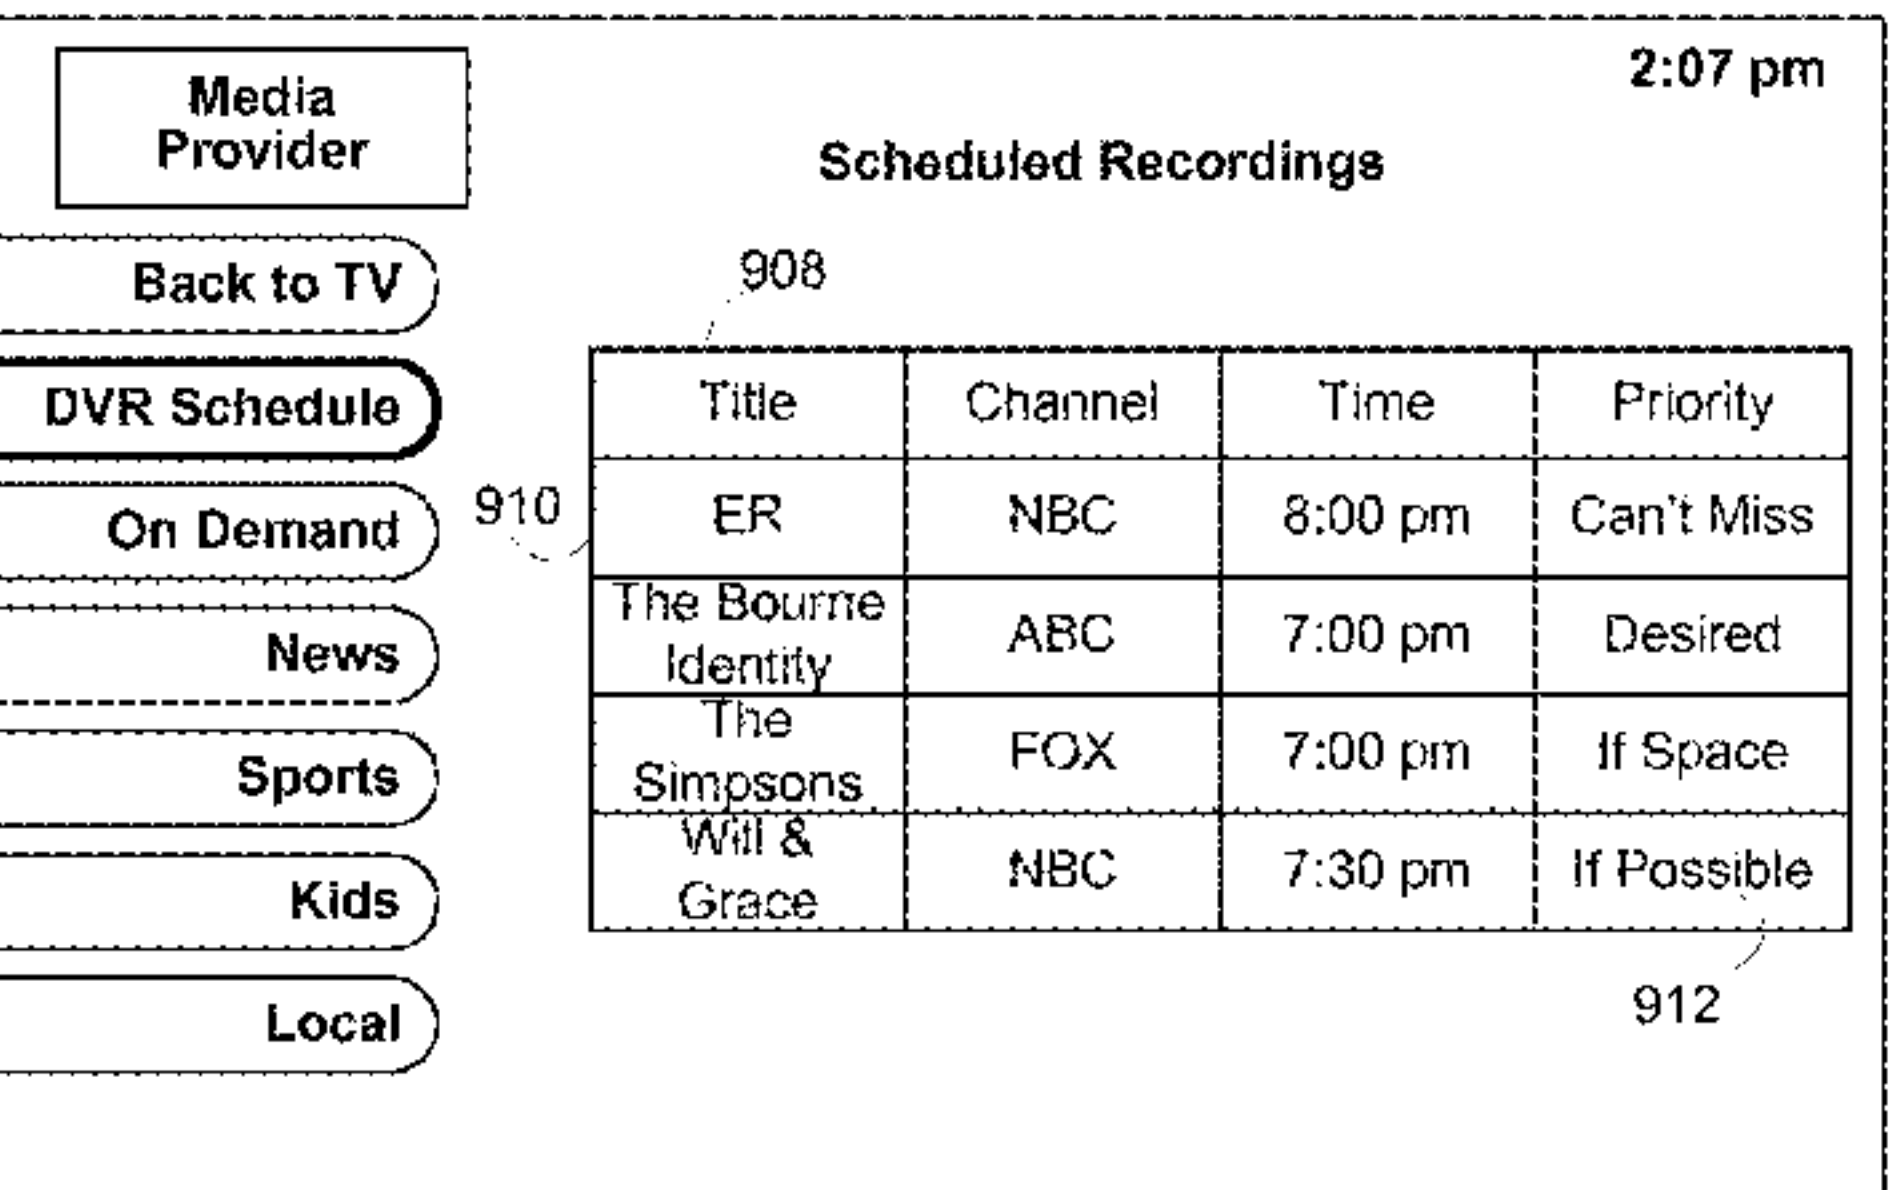 2:07 pm
Media
Provider
Scheduled Recordings
Back to TV
DVR Schedule
On Demand
News
Sports
Kids
Local
908
910
Title Channel Time Priority
ER NBC 8:00 pm Can't Miss
The Bourne
Identity ABC 7:00 pm Desired
The
Simpsons FOX 7:00 pm If Space
Will &
Grace NBC 7:30 pm If Possible
912